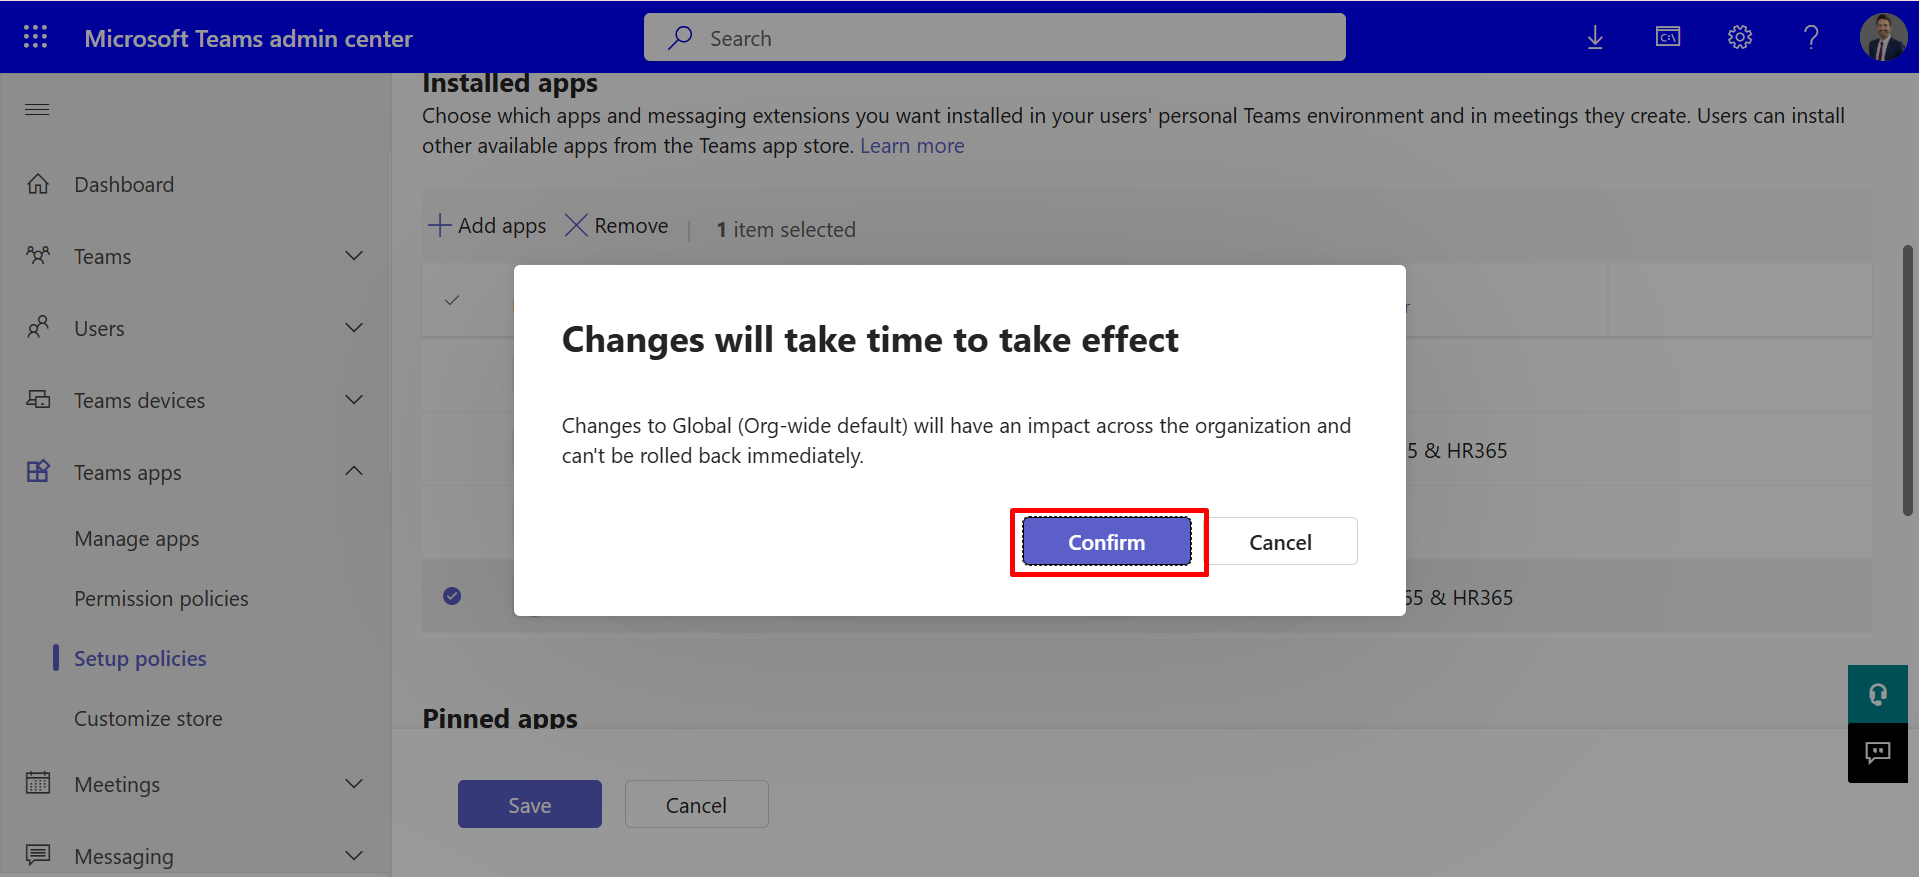 Microsoft Teams admin center
Search
C:\
Installed apps
Choose which apps and messaging extensions you want installed in your users' personal Teams environment and in meetings they create. Users can install
other available apps from the Teams app store. Learn more
Dashboard
Teams
Users
Teams devices
Teams apps
Manage apps
Permission policies
Setup policies
Customize store
Meetings
Messaging
Add apps
Remove
1 item selected
Changes will take time to take effect
Changes to Global (Org-wide default) will have an impact across the organization and
can't be rolled back immediately.
Confirm
Cancel
5 & HR365
65 & HR365
Pinned apps
Save
Cancel